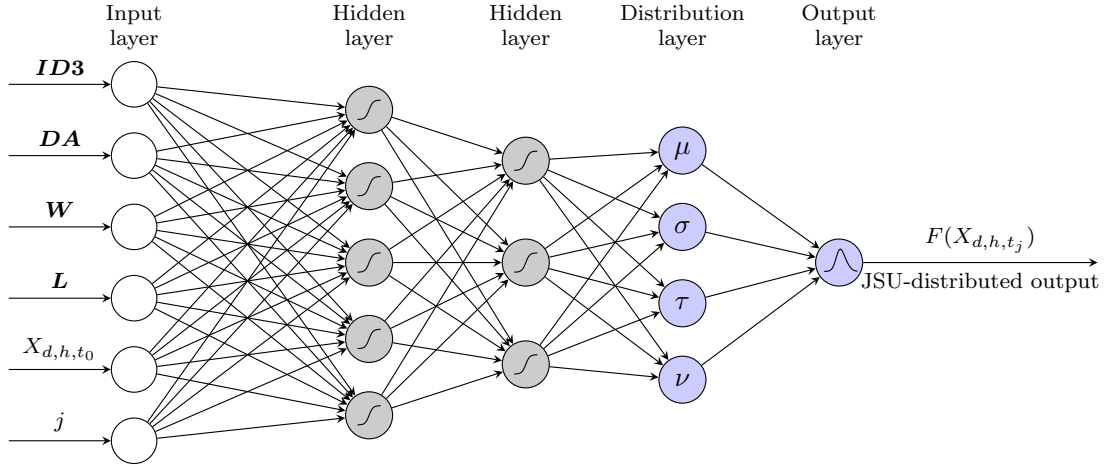 Input
layer
Hidden
layer
Hidden
layer
Distribution
layer
Output
layer
ID3
DA
W
L
X_{d,h,t_0}
j
μ
σ
τ
ν
F(X_{d,h,t_j})
JSU-distributed output